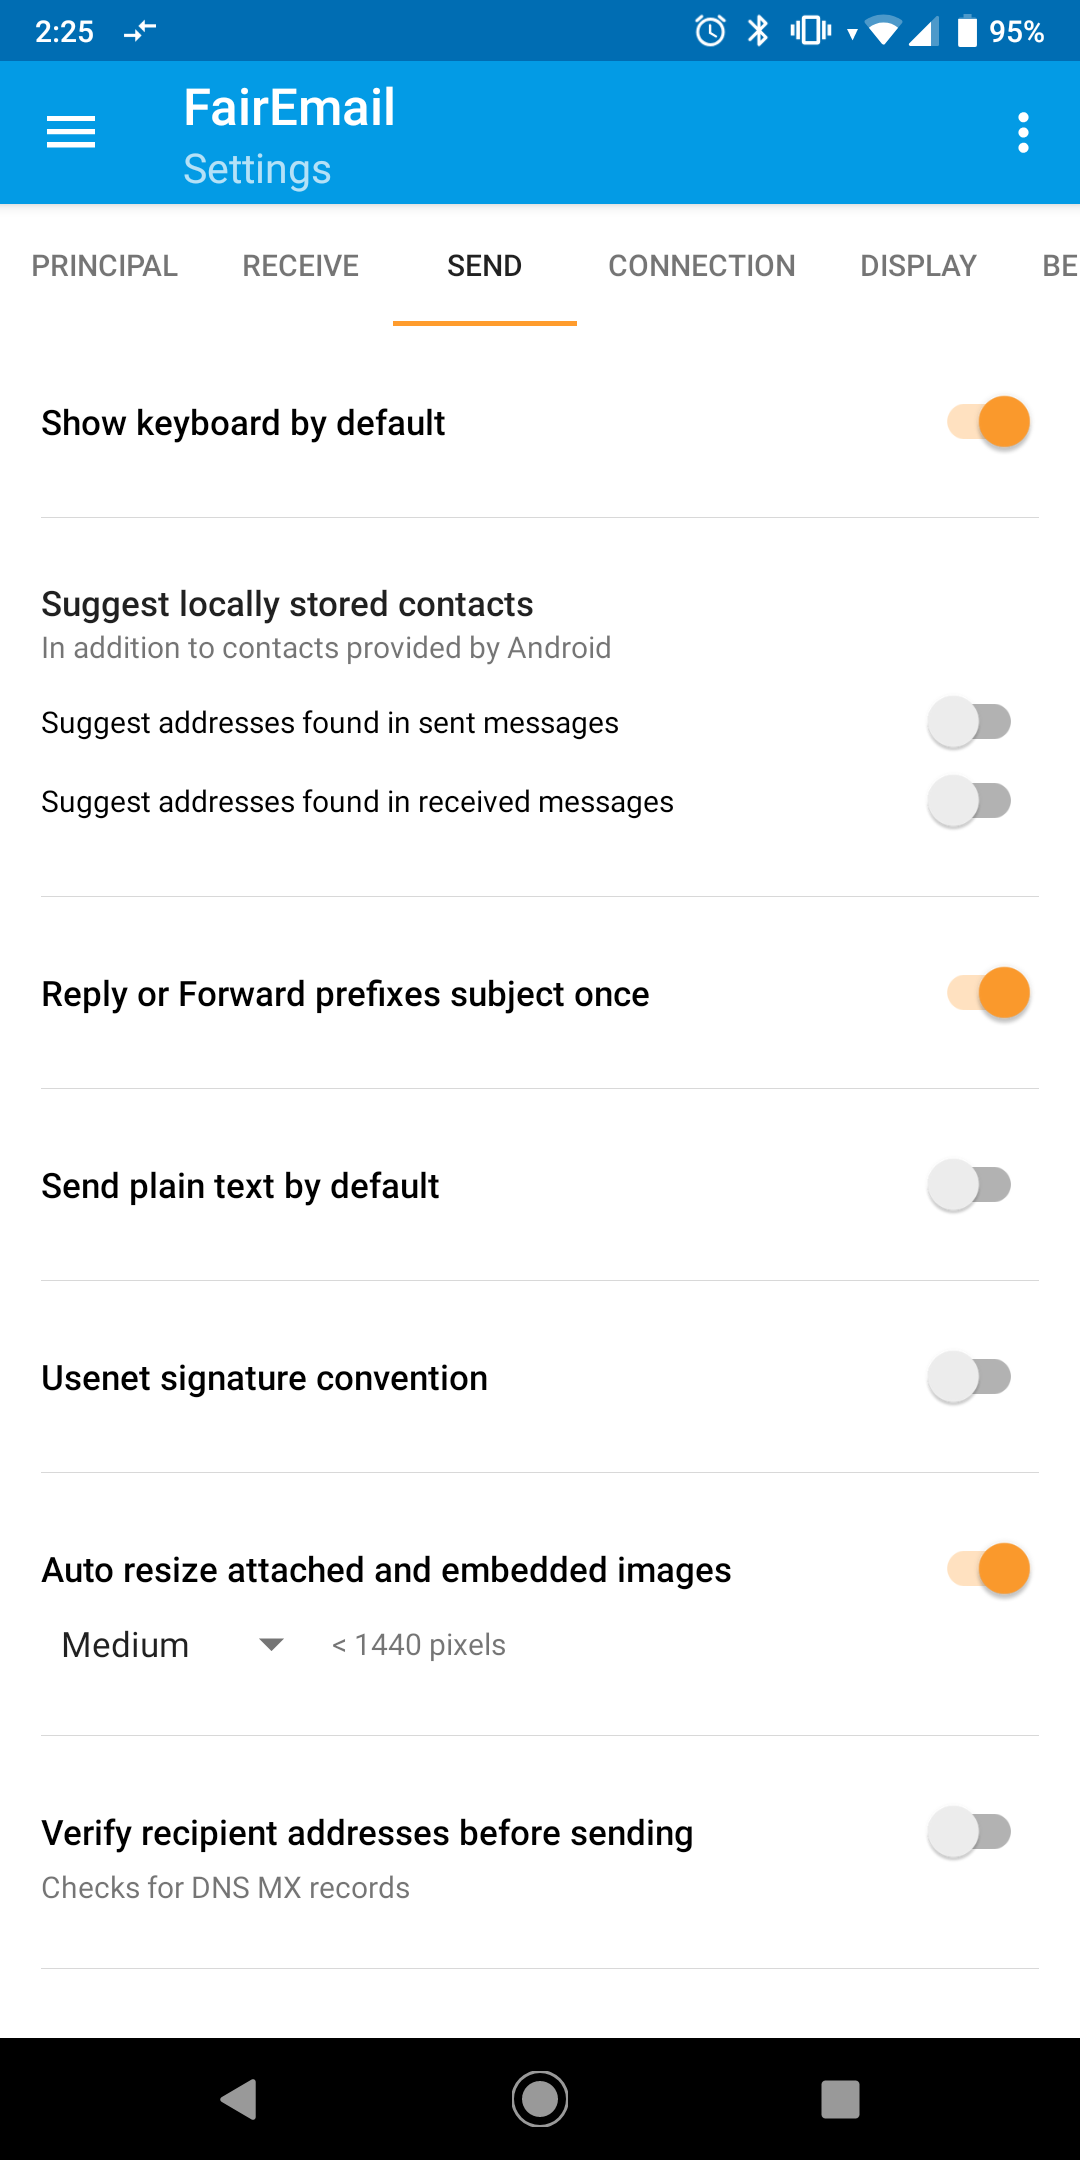 2:25
95%
FairEmail
Settings
PRINCIPAL RECEIVE SEND CONNECTION DISPLAY BE
Show keyboard by default
Suggest locally stored contacts
In addition to contacts provided by Android
Suggest addresses found in sent messages
Suggest addresses found in received messages
Reply or Forward prefixes subject once
Send plain text by default
Usenet signature convention
Auto resize attached and embedded images
Medium < 1440 pixels
Verify recipient addresses before sending
Checks for DNS MX records